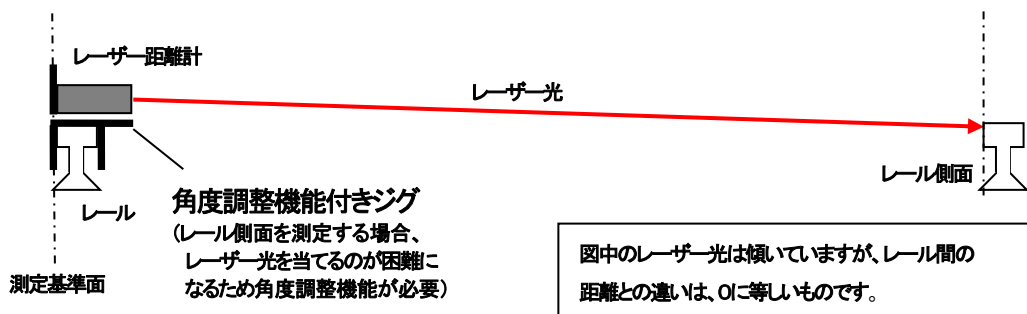 レーザー距離計
レーザー光
レール側面
レール
角度調整機能付きジグ
(レール側面を測定する場合、
レーザー光を当てるのが困難に
なるため角度調整機能が必要)
測定基準面
図中のレーザー光は傾いていますが、レール間の
距離との違いは、0に等しいものです。